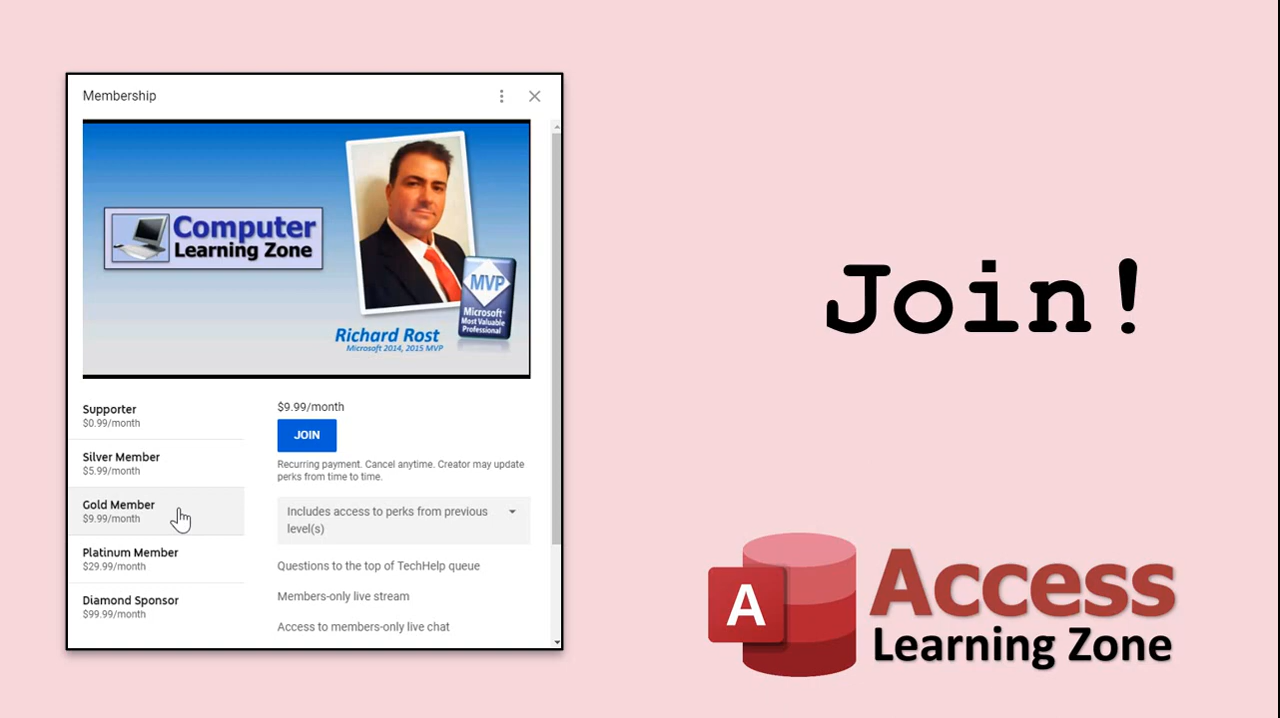 Membership
Computer
Learning Zone
MVP
Microsoft®
Most Valuable
Professional
Richard Rost
Microsoft 2014, 2015 MVP
Supporter
$0.99/month
Silver Member
$5.99/month
Gold Member
$9.99/month
Platinum Member
$29.99/month
Diamond Sponsor
$99.99/month
$9.99/month
JOIN
Recurring payment. Cancel anytime. Creator may update
perks from time to time.
Includes access to perks from previous
level(s)
Questions to the top of TechHelp queue
Members-only live stream
Access to members-only live chat
Join!
A
Access
Learning Zone